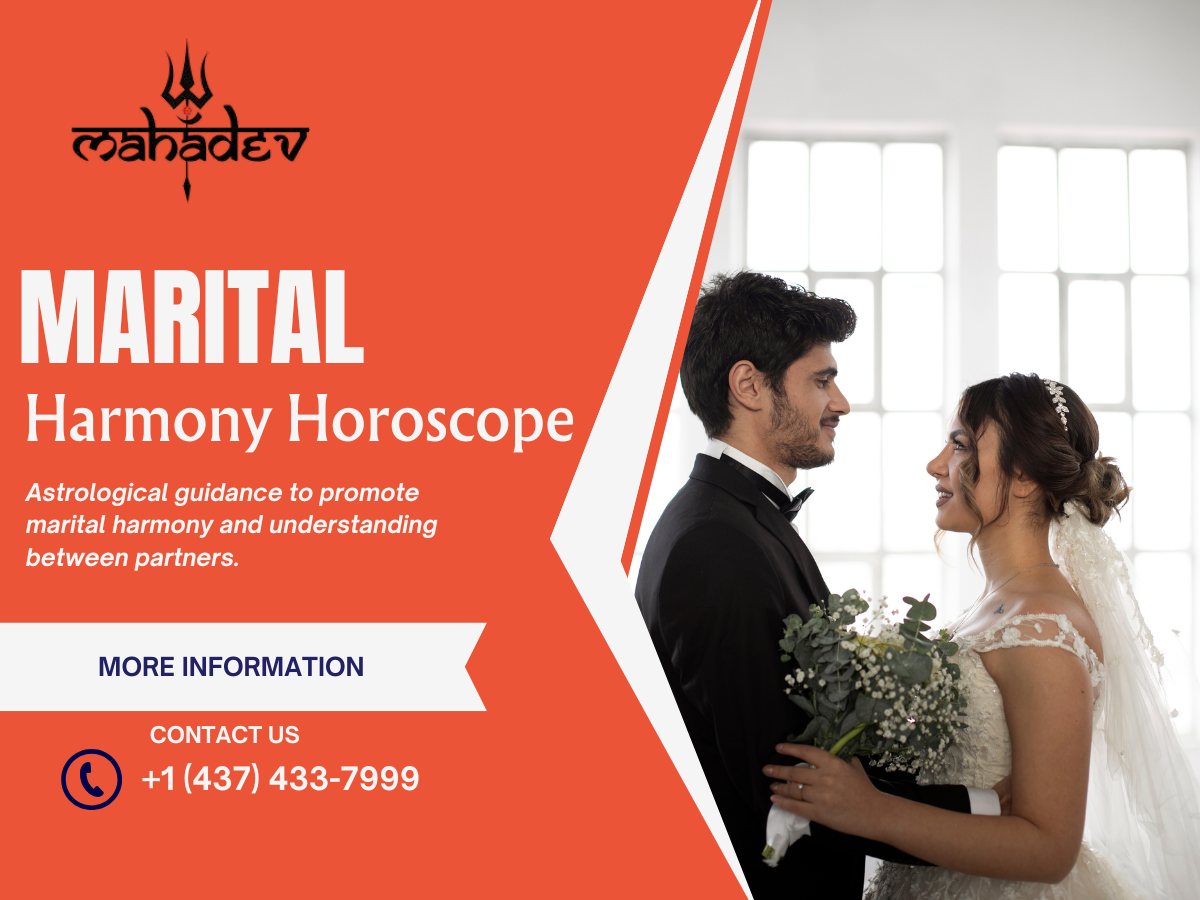 mahadev
MARITAL
Harmony Horoscope
Astrological guidance to promote
marital harmony and understanding
between partners.
MORE INFORMATION
CONTACT US
+1 (437) 433-7999